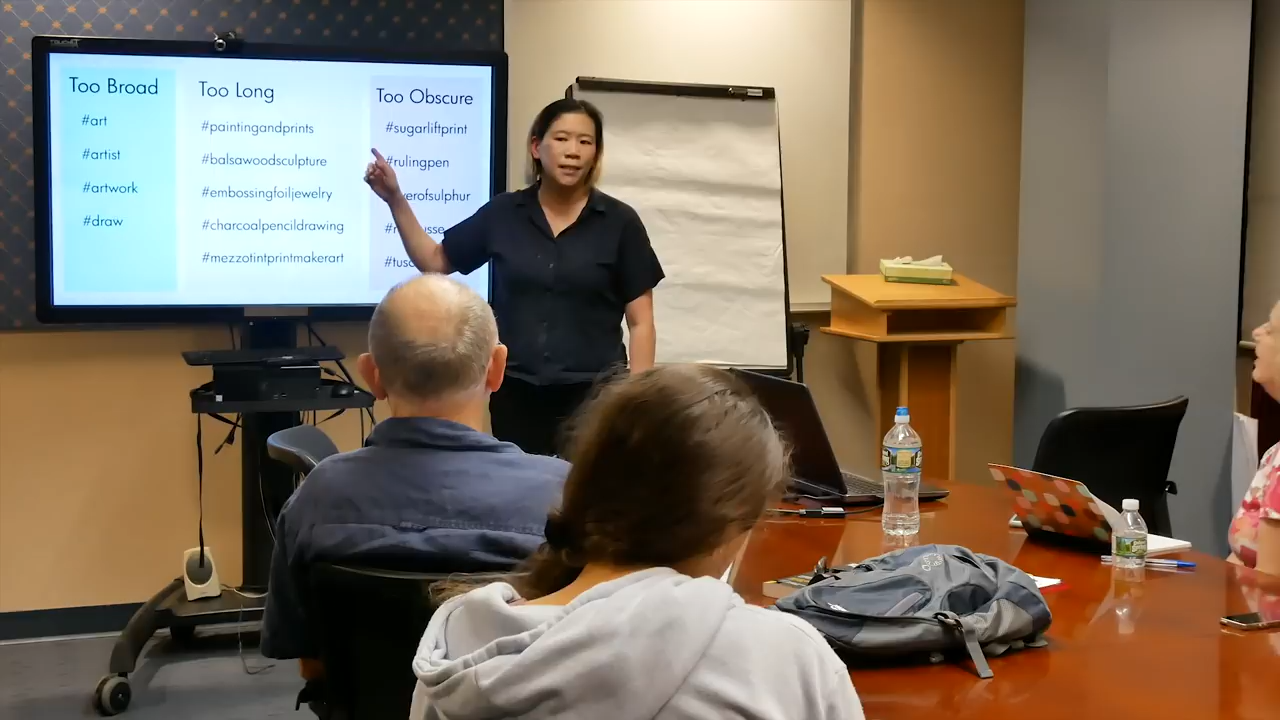 Too Broad
#art
#artist
#artwork
#draw
Too Long
#paintingandprints
#balsawoodsculpture
#embossingfoiljewelry
#charcoalpencildrawing
#mezzotintprintmakerart
Too Obscure
#sugarliftprint
#rulingpen